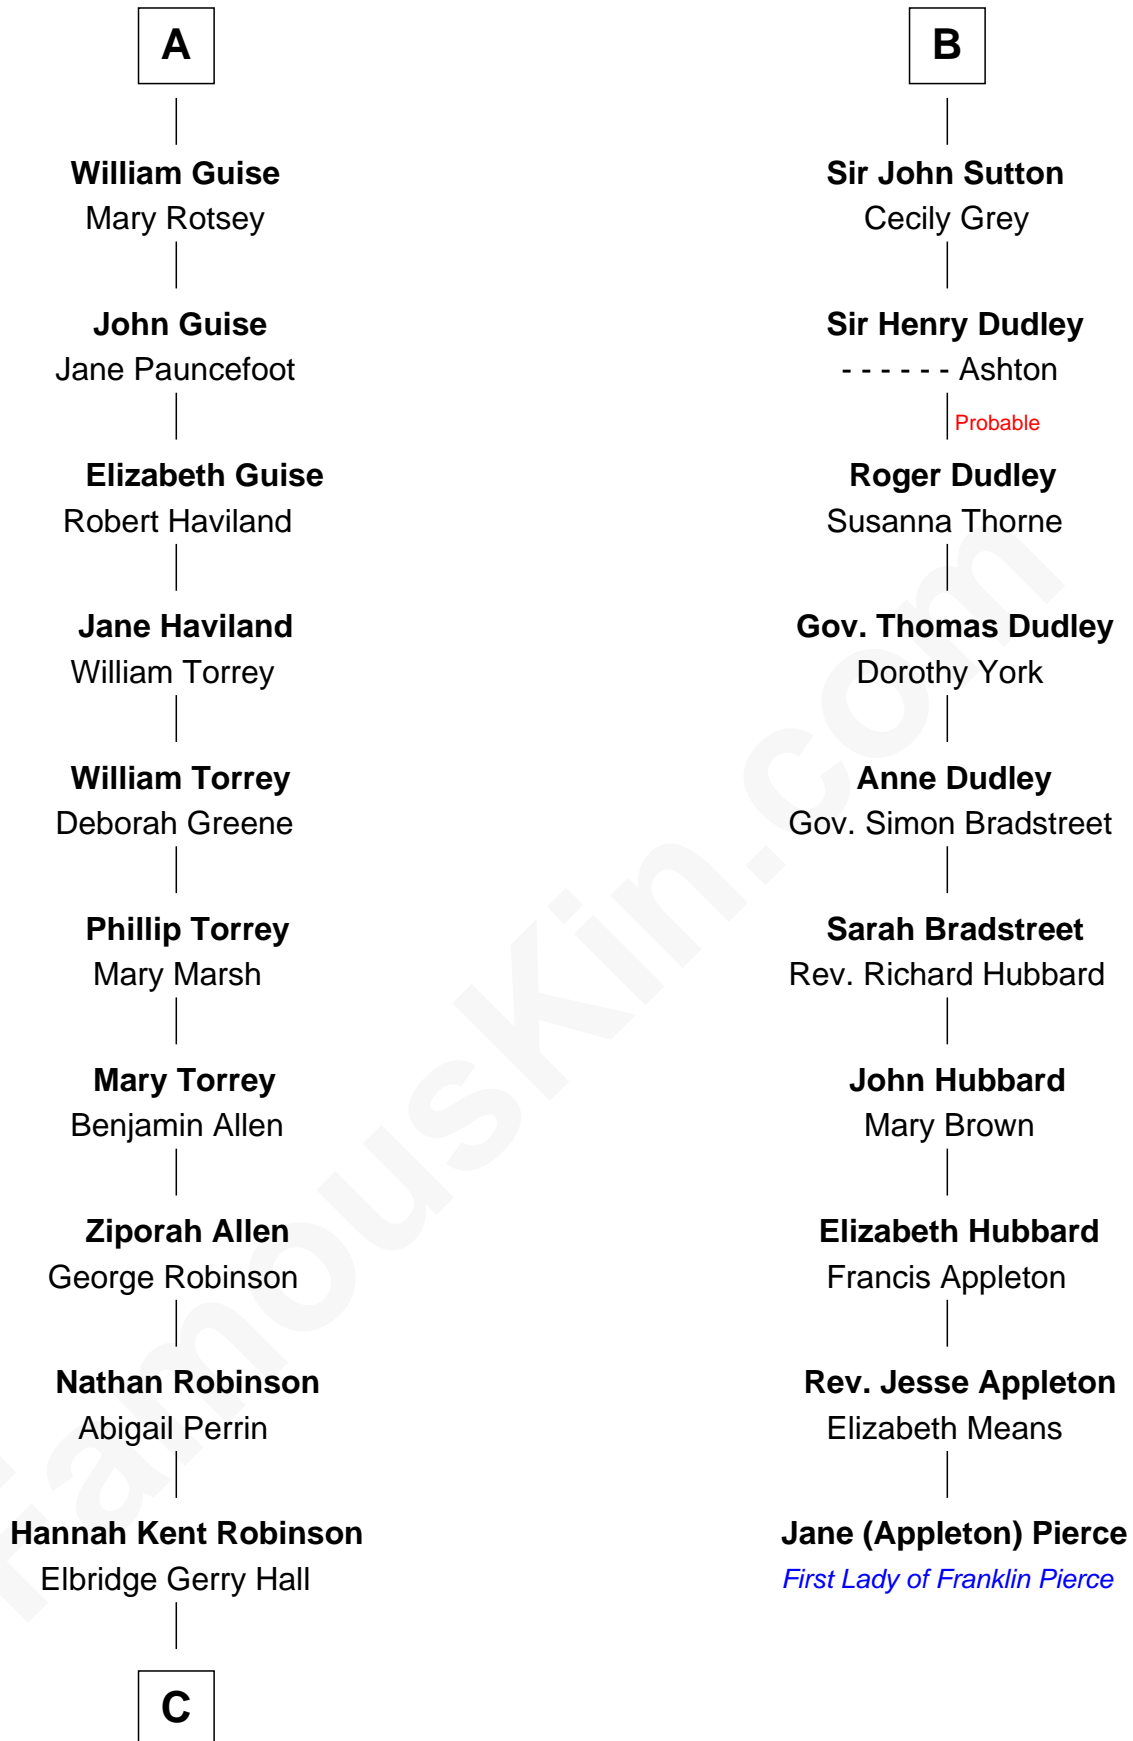 A
William Guise
Mary Rotsey
John Guise
Jane Pauncefoot
Elizabeth Guise
Robert Haviland
Jane Haviland
William Torrey
William Torrey
Deborah Greene
Phillip Torrey
Mary Marsh
Mary Torrey
Benjamin Allen
Ziporah Allen
George Robinson
Nathan Robinson
Abigail Perrin
Hannah Kent Robinson
Elbridge Gerry Hall
C
B
Sir John Sutton
Cecily Grey
Sir Henry Dudley
- - - - - - Ashton
Probable
Roger Dudley
Susanna Thorne
Gov. Thomas Dudley
Dorothy York
Anne Dudley
Gov. Simon Bradstreet
Sarah Bradstreet
Rev. Richard Hubbard
John Hubbard
Mary Brown
Elizabeth Hubbard
Francis Appleton
Rev. Jesse Appleton
Elizabeth Means
Jane (Appleton) Pierce
First Lady of Franklin Pierce
FamousKin.com